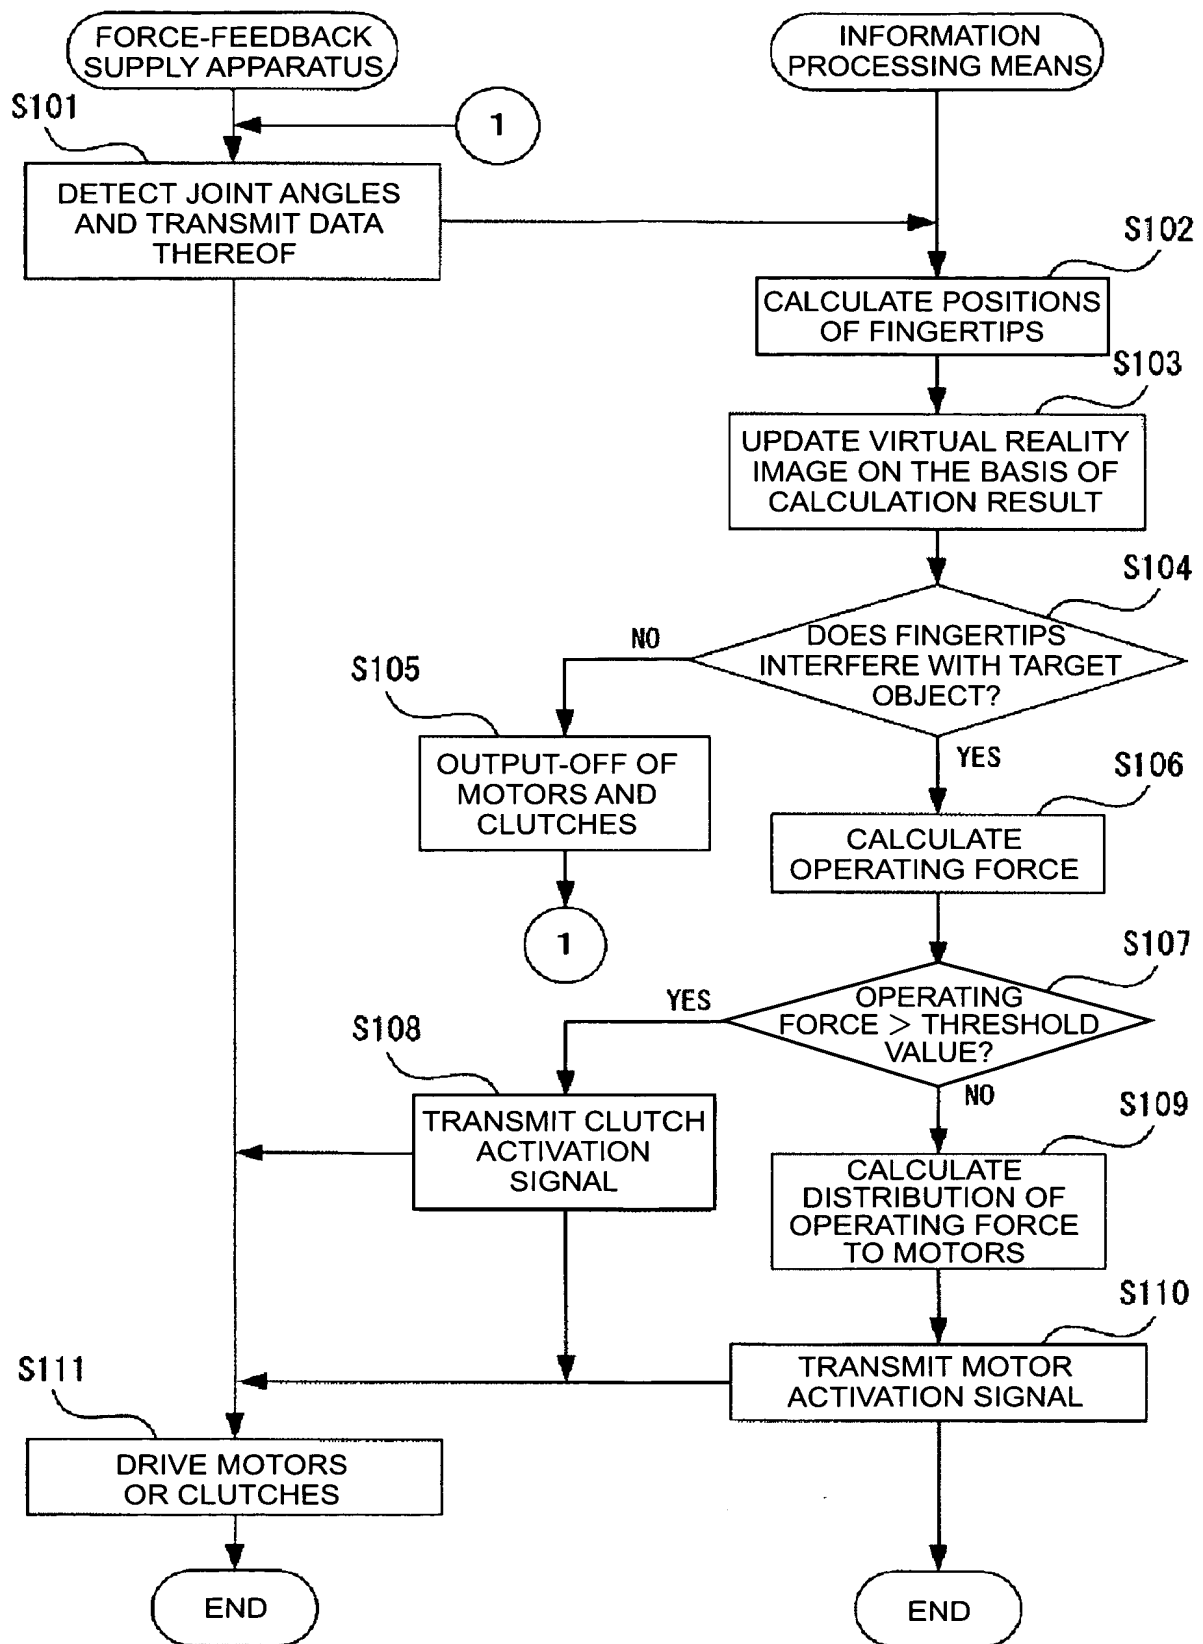 FORCE-FEEDBACK
SUPPLY APPARATUS
INFORMATION
PROCESSING MEANS
S101
1
DETECT JOINT ANGLES
AND TRANSMIT DATA
THEREOF
S102
CALCULATE POSITIONS
OF FINGERTIPS
S103
UPDATE VIRTUAL REALITY
IMAGE ON THE BASIS OF
CALCULATION RESULT
S104
DOES FINGERTIPS
INTERFERE WITH TARGET
OBJECT?
NO
YES
S105
OUTPUT-OFF OF
MOTORS AND
CLUTCHES
1
S106
CALCULATE
OPERATING FORCE
S107
OPERATING
FORCE > THRESHOLD
VALUE?
YES
NO
S108
TRANSMIT CLUTCH
ACTIVATION
SIGNAL
S109
CALCULATE
DISTRIBUTION OF
OPERATING FORCE
TO MOTORS
S110
TRANSMIT MOTOR
ACTIVATION SIGNAL
S111
DRIVE MOTORS
OR CLUTCHES
END
END